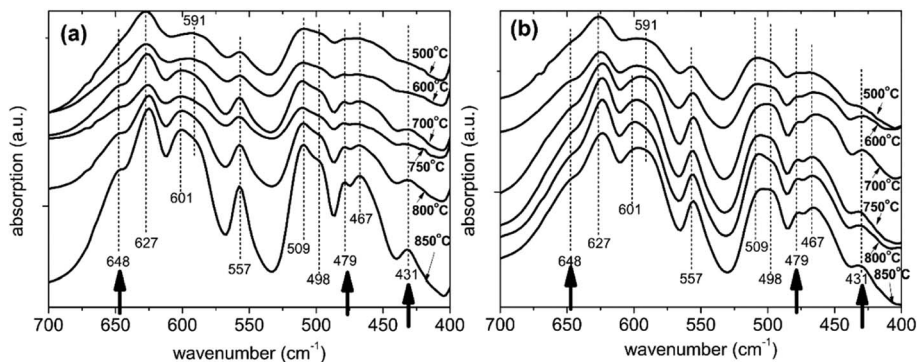 (a)
591
500°C
600°C
700°C
750°C
800°C
850°C
601
467
627
509
557
648
498
479
431
absorption (a.u.)
700 650 600 550 500 450 400
wavenumber (cm⁻¹)
(b)
591
500°C
600°C
700°C
750°C
800°C
850°C
601
627
509
467
557
648
498
479
431
absorption (a.u.)
700 650 600 550 500 450 400
wavenumber (cm⁻¹)